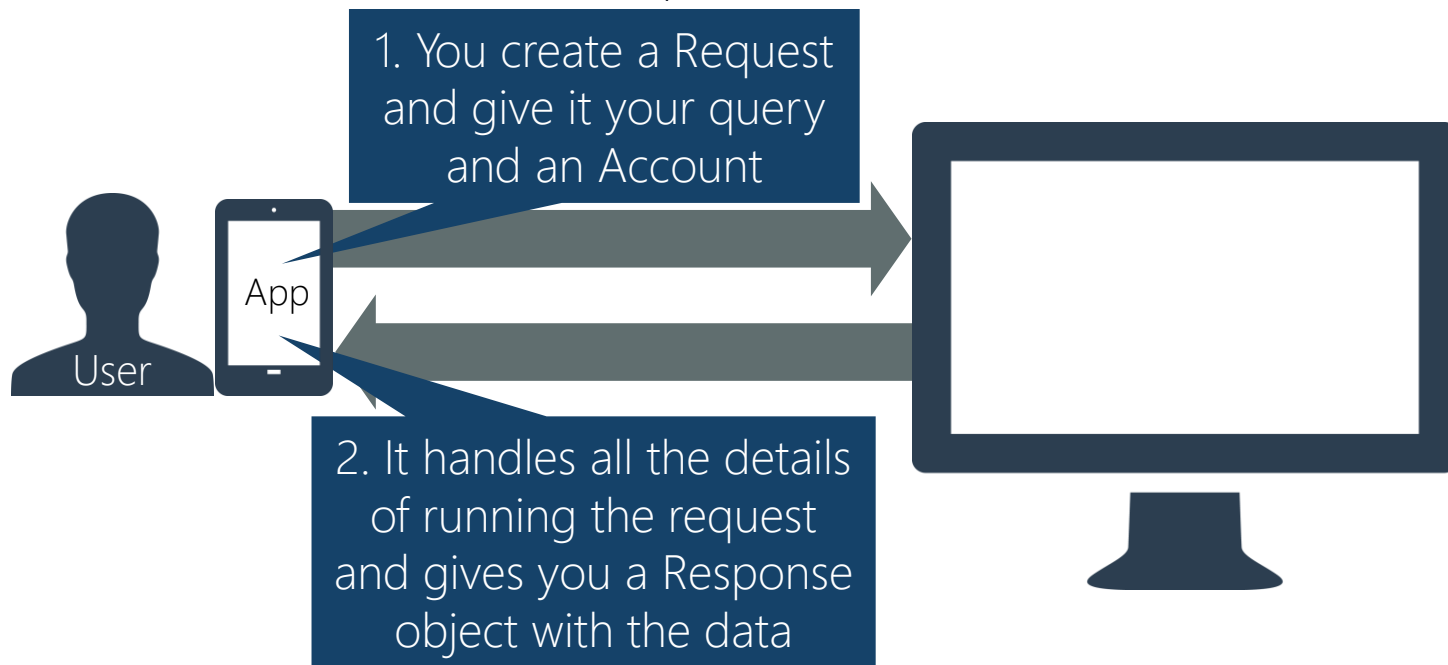 1. You create a Request
and give it your query
and an Account
App
User
2. It handles all the details
of running the request
and gives you a Response
object with the data